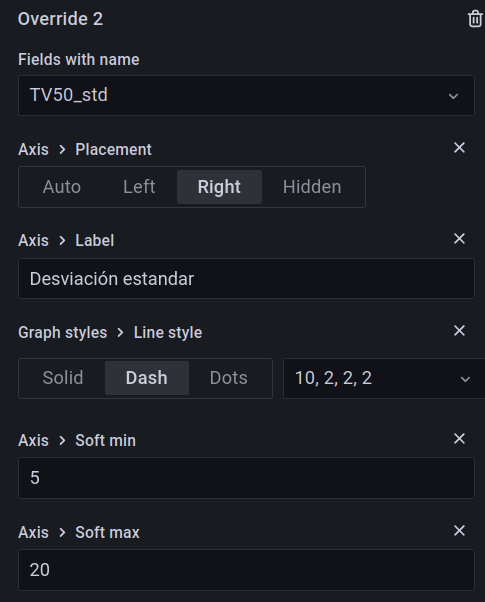 Override 2
Fields with name
TV50_std
Axis > Placement
Auto Left Right Hidden
Axis > Label
Desviación estandar
Graph styles > Line style
Solid Dash Dots 10, 2, 2, 2
Axis > Soft min
5
Axis > Soft max
20